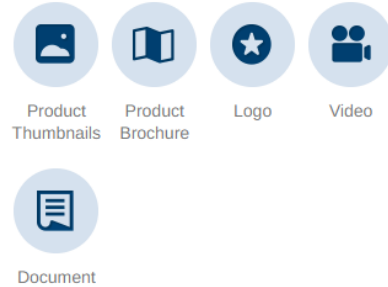 Product
Thumbnails
Product
Brochure
Logo
Video
Document